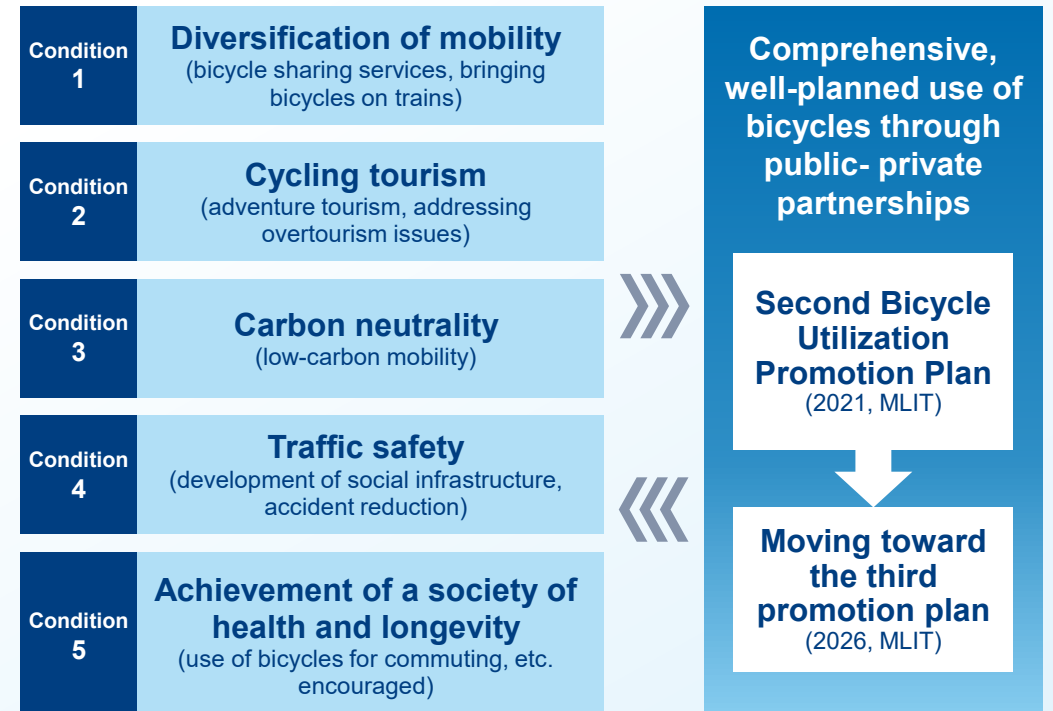 Condition
1
Diversification of mobility
(bicycle sharing services, bringing
bicycles on trains)
Condition
2
Cycling tourism
(adventure tourism, addressing
overtourism issues)
Condition
3
Carbon neutrality
(low-carbon mobility)
Condition
4
Traffic safety
(development of social infrastructure,
accident reduction)
Condition
5
Achievement of a society of
health and longevity
(use of bicycles for commuting, etc.
encouraged)
Comprehensive,
well-planned use of
bicycles through
public- private
partnerships
Second Bicycle
Utilization
Promotion Plan
(2021, MLIT)
Moving toward
the third
promotion plan
(2026, MLIT)